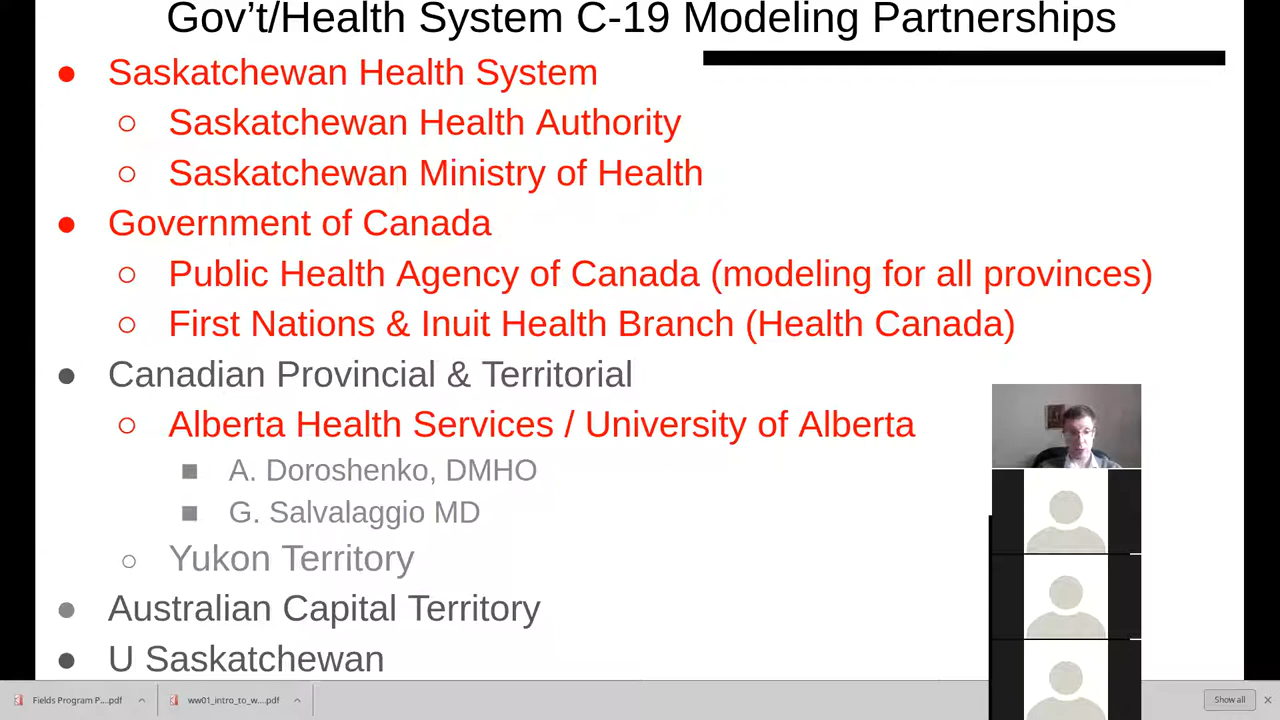 Gov't/Health System C-19 Modeling Partnerships
● Saskatchewan Health System
○ Saskatchewan Health Authority
○ Saskatchewan Ministry of Health
● Government of Canada
○ Public Health Agency of Canada (modeling for all provinces)
○ First Nations & Inuit Health Branch (Health Canada)
● Canadian Provincial & Territorial
○ Alberta Health Services / University of Alberta
■ A. Doroshenko, DMHO
■ G. Salvalaggio MD
○ Yukon Territory
● Australian Capital Territory
● U Saskatchewan
Fields Program P....pdf
ww01_intro_to_w....pdf
Show all